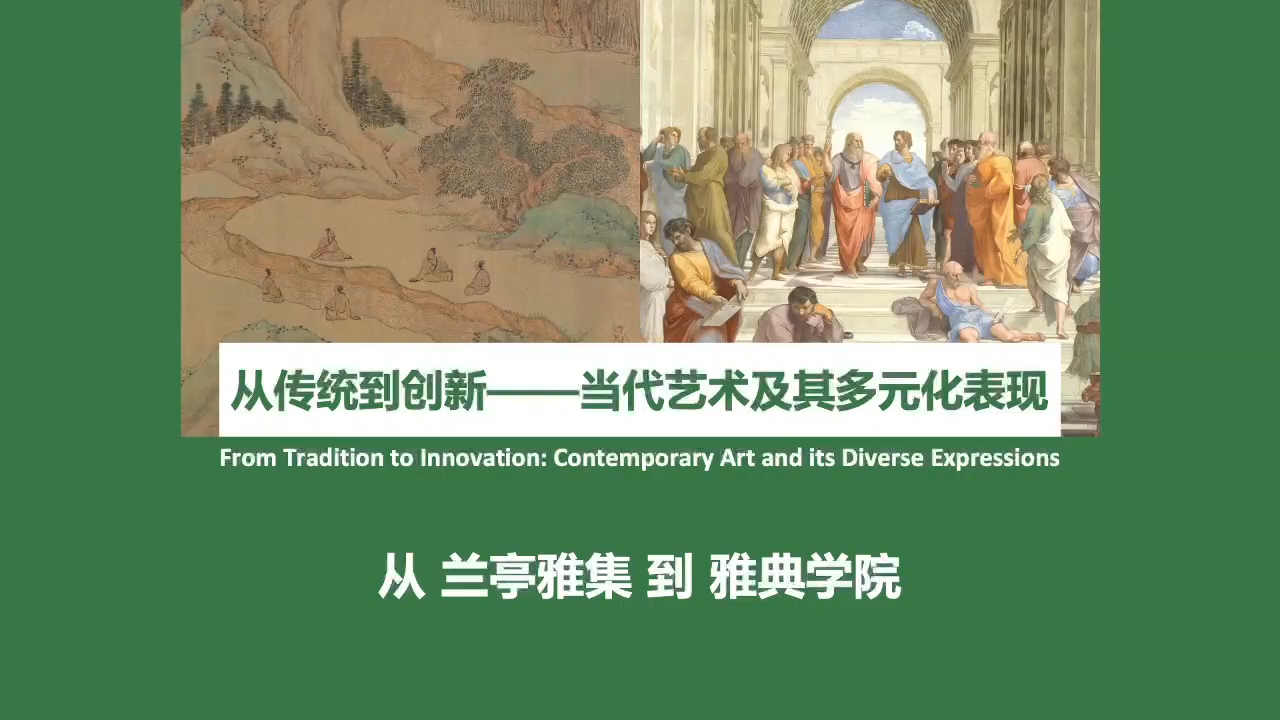 从传统到创新——当代艺术及其多元化表现
From Tradition to Innovation: Contemporary Art and its Diverse Expressions
从 兰亭雅集 到 雅典学院